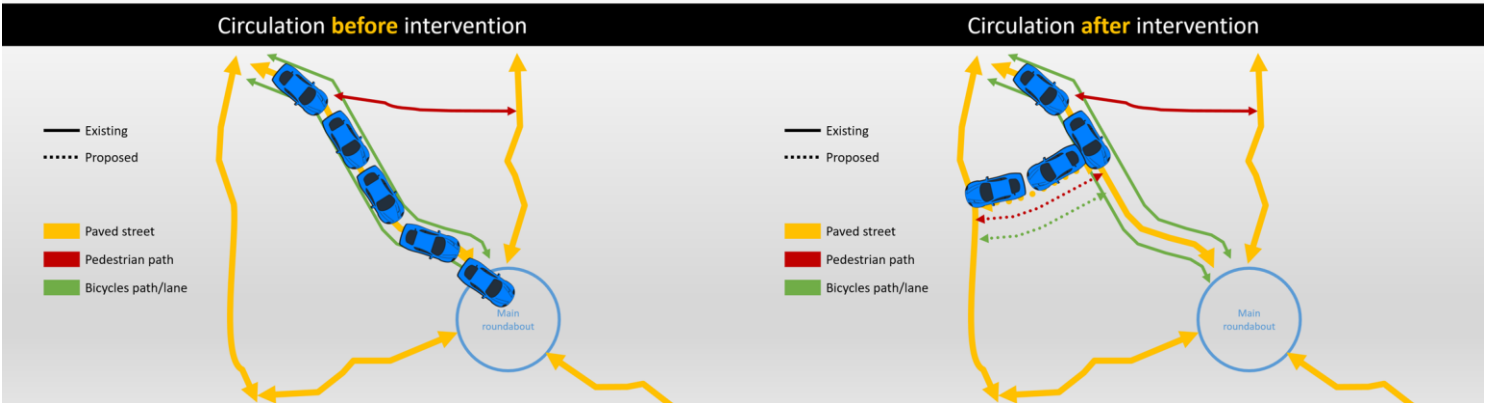 Circulation before intervention
Existing
Proposed
Paved street
Pedestrian path
Bicycles path/lane
Main
roundabout
Circulation after intervention
Existing
Proposed
Paved street
Pedestrian path
Bicycles path/lane
Main
roundabout